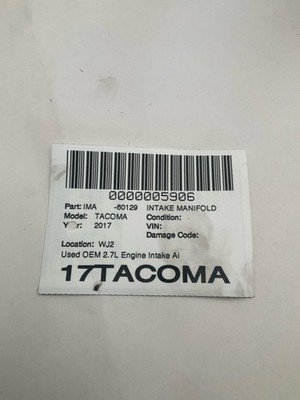 0000005906
Part: IMA -60129 INTAKE MANIFOLD
Model: TACOMA Condition:
Year: 2017 VIN:
Damage Code:
Location: WJ2
Used OEM 2.7L Engine Intake Ai
17TACOMA